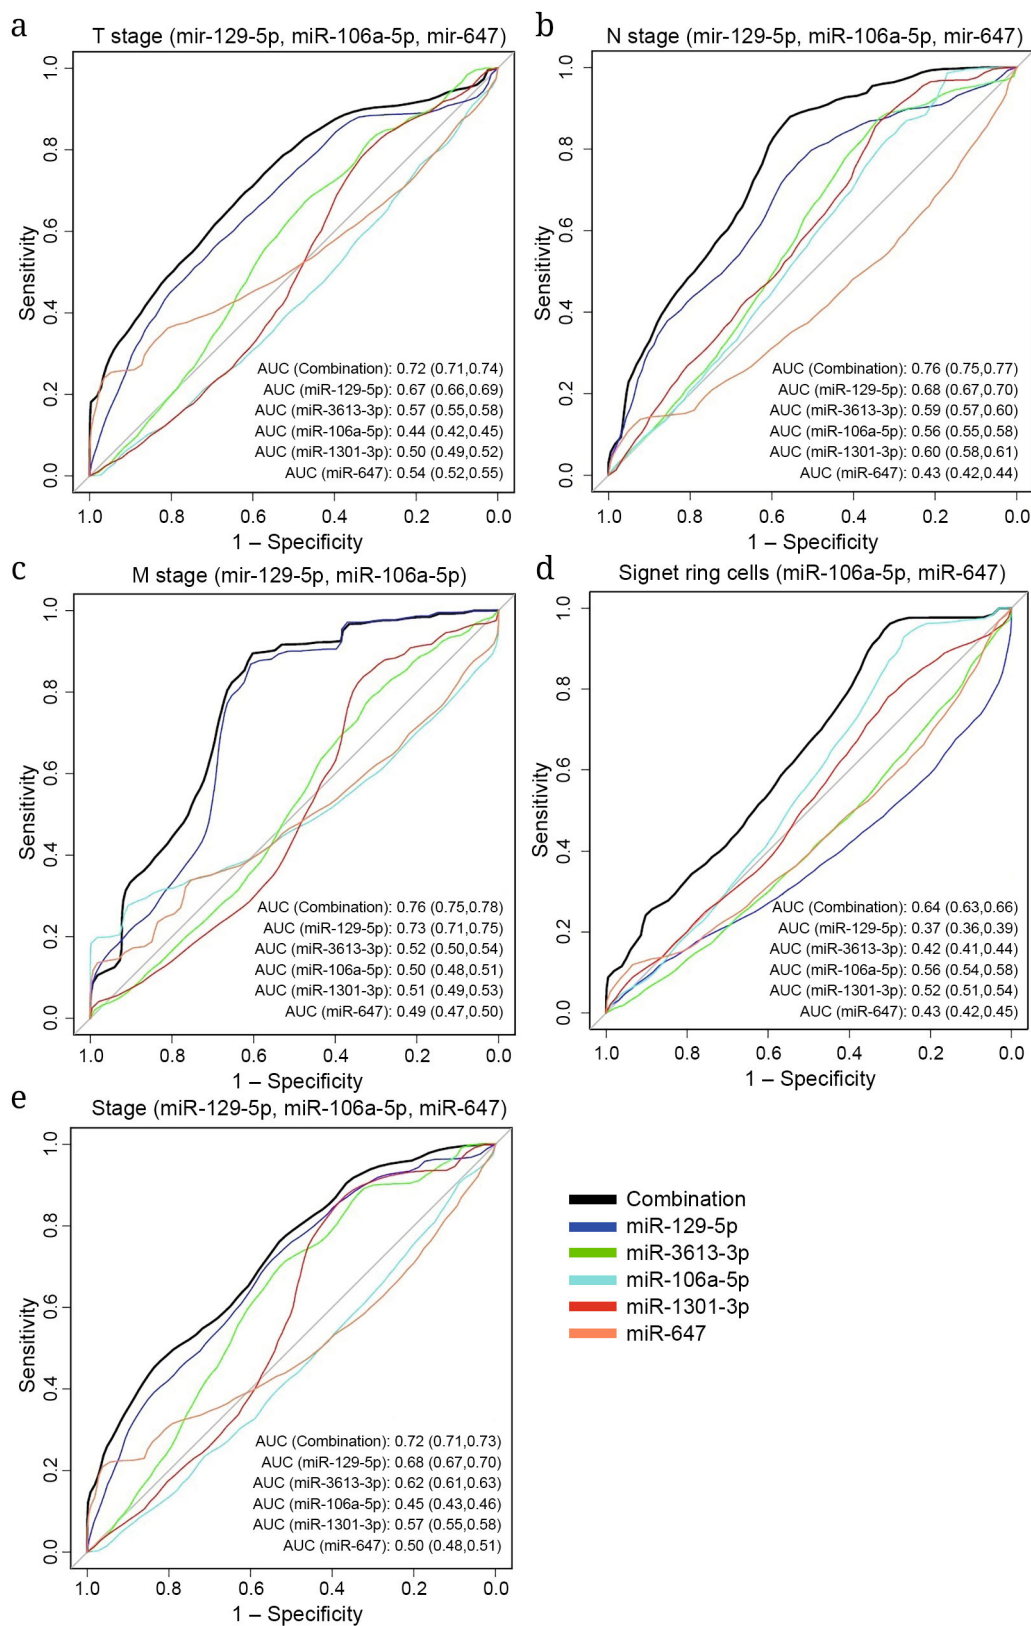 a
T stage (mir-129-5p, miR-106a-5p, mir-647)
Sensitivity
1.0
0.8
0.6
0.4
0.2
0.0
AUC (Combination): 0.72 (0.71,0.74)
AUC (miR-129-5p): 0.67 (0.66,0.69)
AUC (miR-3613-3p): 0.57 (0.55,0.58)
AUC (miR-106a-5p): 0.44 (0.42,0.45)
AUC (miR-1301-3p): 0.50 (0.49,0.52)
AUC (miR-647): 0.54 (0.52,0.55)
1.0 0.8 0.6 0.4 0.2 0.0
1 – Specificity
b
N stage (mir-129-5p, miR-106a-5p, mir-647)
Sensitivity
1.0
0.8
0.6
0.4
0.2
0.0
AUC (Combination): 0.76 (0.75,0.77)
AUC (miR-129-5p): 0.68 (0.67,0.70)
AUC (miR-3613-3p): 0.59 (0.57,0.60)
AUC (miR-106a-5p): 0.56 (0.55,0.58)
AUC (miR-1301-3p): 0.60 (0.58,0.61)
AUC (miR-647): 0.43 (0.42,0.44)
1.0 0.8 0.6 0.4 0.2 0.0
1 – Specificity
c
M stage (mir-129-5p, miR-106a-5p)
Sensitivity
1.0
0.8
0.6
0.4
0.2
0.0
AUC (Combination): 0.76 (0.75,0.78)
AUC (miR-129-5p): 0.73 (0.71,0.75)
AUC (miR-3613-3p): 0.52 (0.50,0.54)
AUC (miR-106a-5p): 0.50 (0.48,0.51)
AUC (miR-1301-3p): 0.51 (0.49,0.53)
AUC (miR-647): 0.49 (0.47,0.50)
1.0 0.8 0.6 0.4 0.2 0.0
1 – Specificity
d
Signet ring cells (miR-106a-5p, miR-647)
Sensitivity
1.0
0.8
0.6
0.4
0.2
0.0
AUC (Combination): 0.64 (0.63,0.66)
AUC (miR-129-5p): 0.37 (0.36,0.39)
AUC (miR-3613-3p): 0.42 (0.41,0.44)
AUC (miR-106a-5p): 0.56 (0.54,0.58)
AUC (miR-1301-3p): 0.52 (0.51,0.54)
AUC (miR-647): 0.43 (0.42,0.45)
1.0 0.8 0.6 0.4 0.2 0.0
1 – Specificity
e
Stage (miR-129-5p, miR-106a-5p, miR-647)
Sensitivity
1.0
0.8
0.6
0.4
0.2
0.0
AUC (Combination): 0.72 (0.71,0.73)
AUC (miR-129-5p): 0.68 (0.67,0.70)
AUC (miR-3613-3p): 0.62 (0.61,0.63)
AUC (miR-106a-5p): 0.45 (0.43,0.46)
AUC (miR-1301-3p): 0.57 (0.55,0.58)
AUC (miR-647): 0.50 (0.48,0.51)
1.0 0.8 0.6 0.4 0.2 0.0
1 – Specificity
Combination
miR-129-5p
miR-3613-3p
miR-106a-5p
miR-1301-3p
miR-647